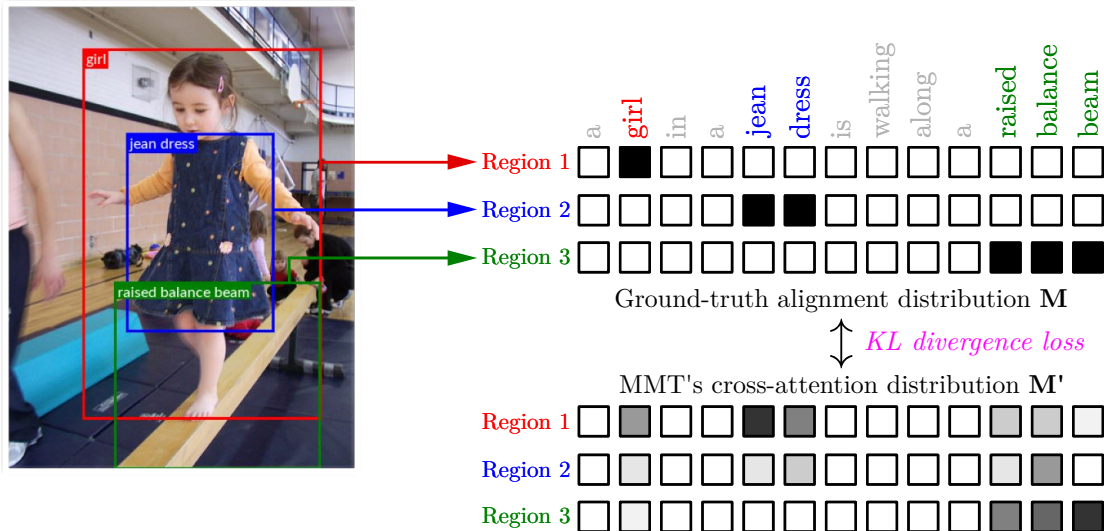 girl
jean dress
raised balance beam
a girl in a jean dress is walking along a raised balance beam
Region 1
Region 2
Region 3
Ground-truth alignment distribution M
KL divergence loss
MMT's cross-attention distribution M'
Region 1
Region 2
Region 3